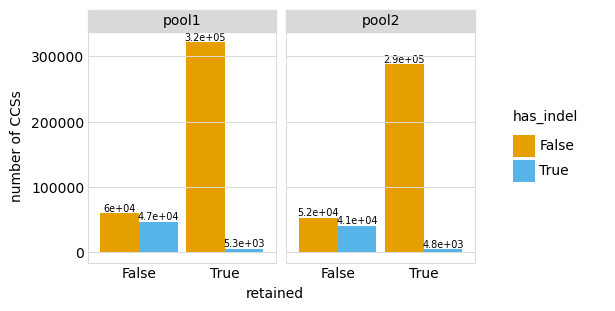 pool1
pool2
number of CCSs
300000
200000
100000
0
6e+04
4.7e+04
3.2e+05
5.3e+03
5.2e+04
4.1e+04
2.9e+05
4.8e+03
False
True
False
True
retained
has_indel
False
True